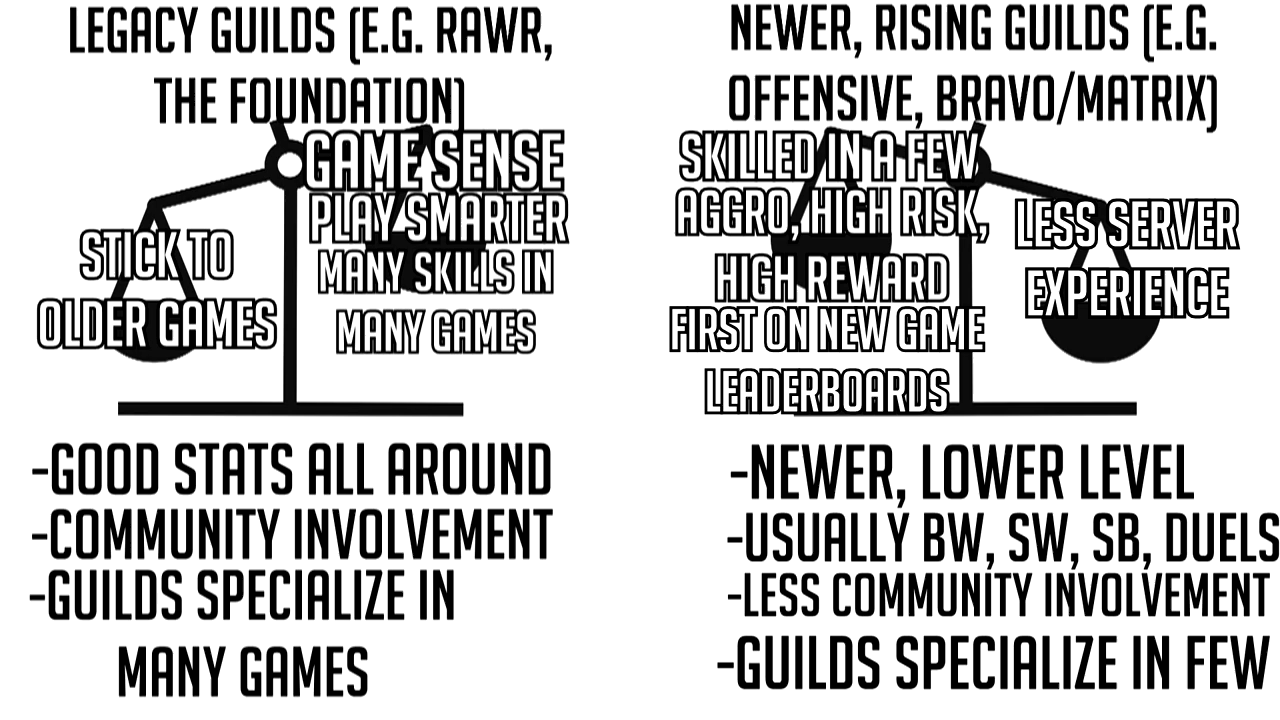 LEGACY GUILDS (E.G. RAWR,
THE FOUNDATION)
STICK TO
OLDER GAMES
GAME SENSE
PLAY SMARTER
MANY SKILLS IN
MANY GAMES
-GOOD STATS ALL AROUND
-COMMUNITY INVOLVEMENT
-GUILDS SPECIALIZE IN
MANY GAMES
NEWER, RISING GUILDS (E.G.
OFFENSIVE, BRAVO/MATRIX)
SKILLED IN A FEW
AGGRO, HIGH RISK,
HIGH REWARD
FIRST ON NEW GAME
LEADERBOARDS
LESS SERVER
EXPERIENCE
-NEWER, LOWER LEVEL
-USUALLY BW, SW, SB, DUELS
-LESS COMMUNITY INVOLVEMENT
-GUILDS SPECIALIZE IN FEW